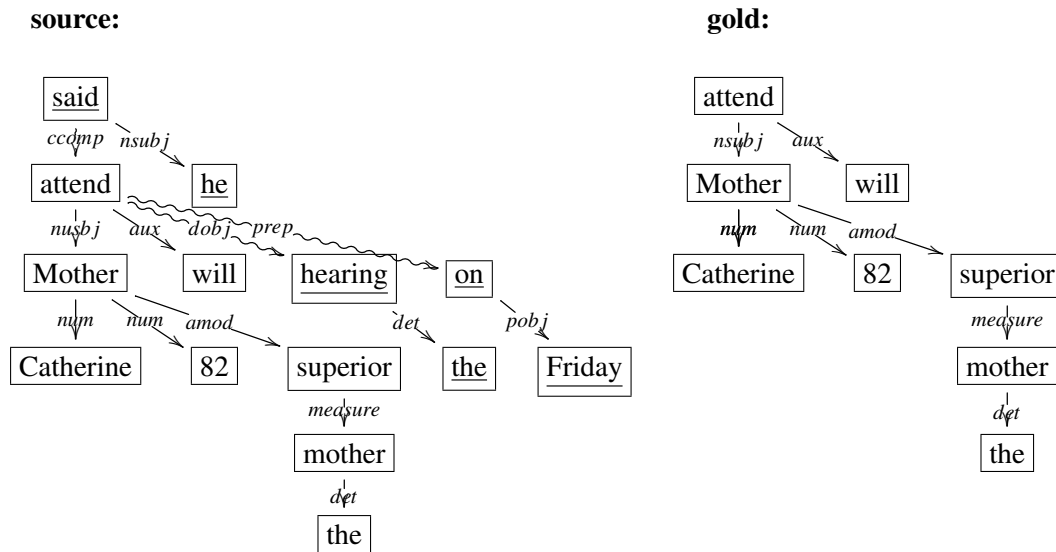 source: gold:
said attend
ccomp nsubj nsubj aux
attend he Mother will
nusbj aux dobj prep num num amod
Mother will hearing on Catherine 82 superior
num num amod det pobj measure
Catherine 82 superior the Friday mother
measure det
mother the
det
the